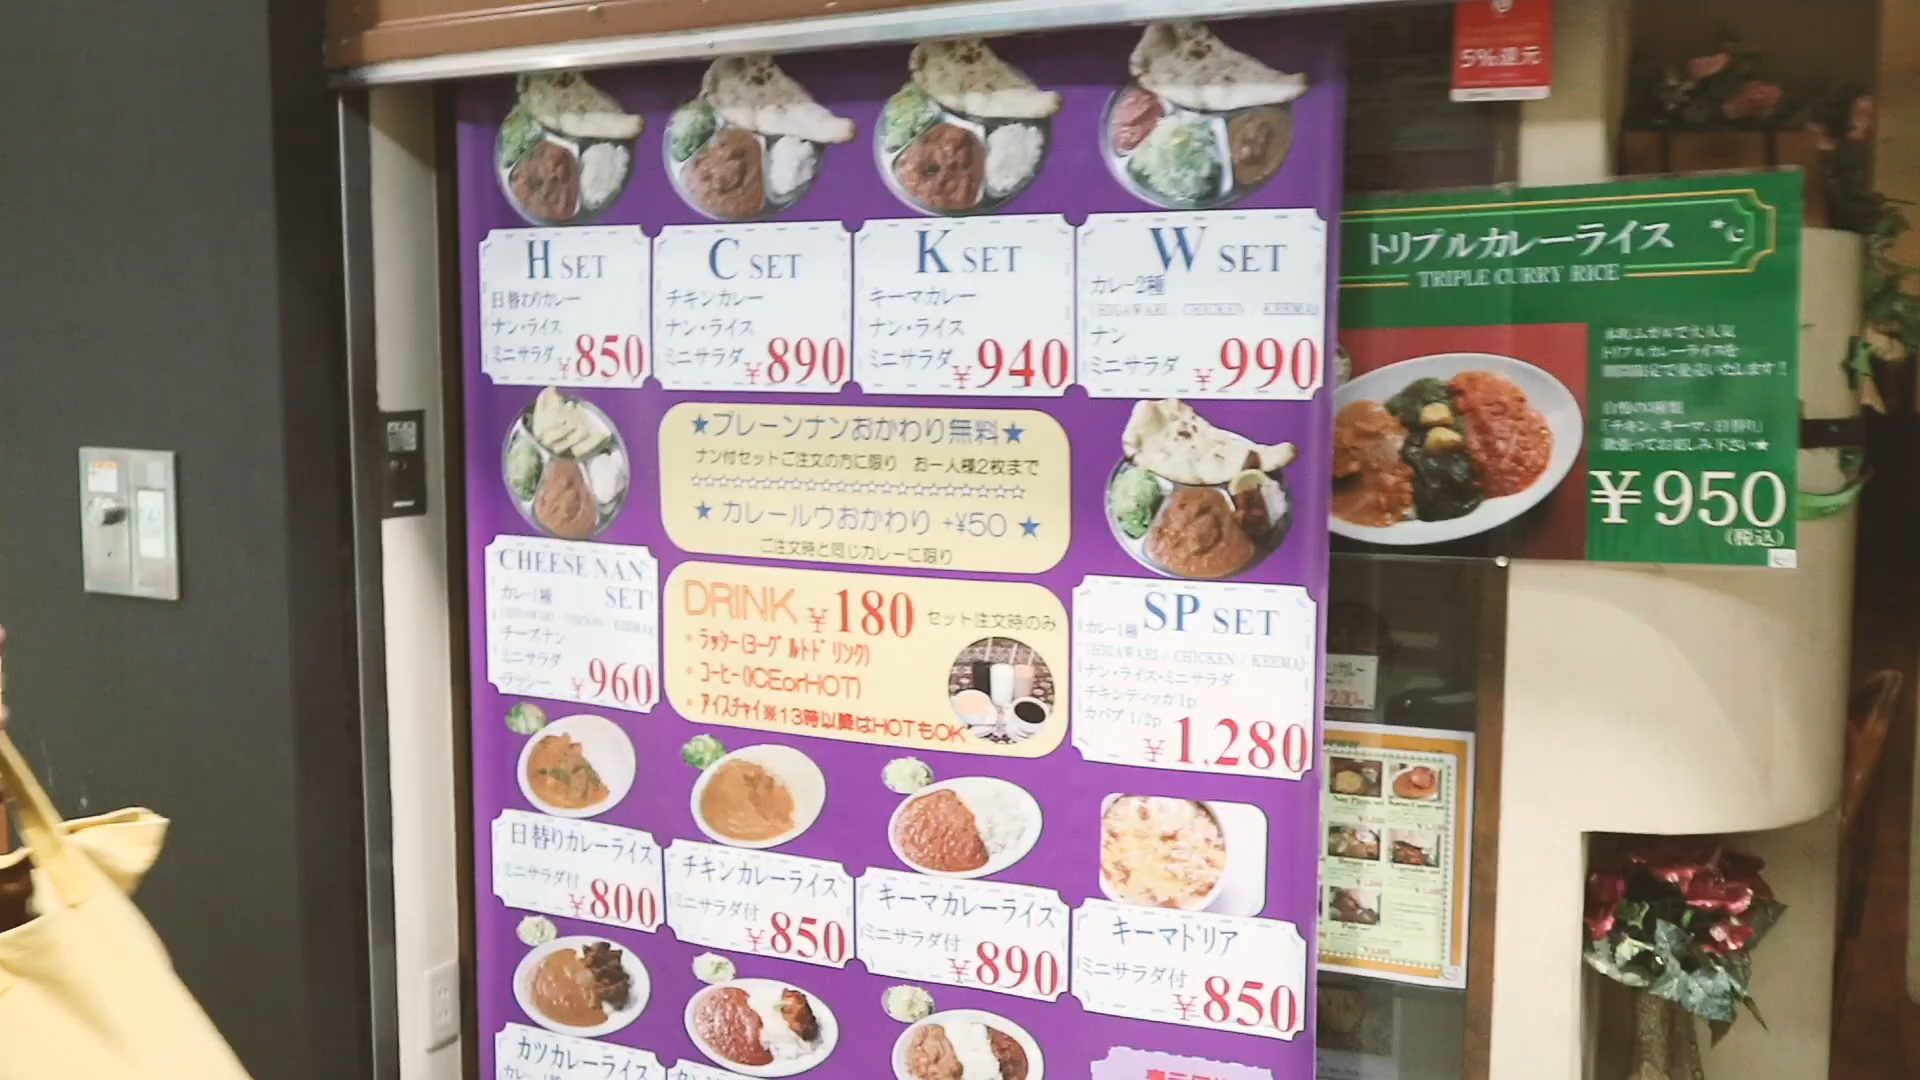 5%還元
H SET
日替わりカレー
ナン・ライス
ミニサラダ ¥850
C SET
チキンカレー
ナン・ライス
ミニサラダ ¥890
K SET
キーマカレー
ナン・ライス
ミニサラダ ¥940
W SET
カレー2種
(HIGAWARI / CHICKEN / KEEMA)
ナン
ミニサラダ ¥990
トリプルカレーライス
TRIPLE CURRY RICE
トリプルカレーライスを
¥950
(税込)
★プレーンナンおかわり無料★
ナン付セットご注文の方に限り お一人様2枚まで
☆☆☆☆☆☆☆☆☆☆☆☆☆☆☆☆☆☆☆☆☆☆☆☆
★ カレールウおかわり +¥50 ★
ご注文時と同じカレーに限り
CHEESE NAN
SET
カレー1種
(HIGAWARI / CHICKEN / KEEMA)
チーズナン
ミニサラダ
ラッシー ¥960
DRINK ¥180 セット注文時のみ
• ラッシー(ヨーグルトドリンク)
• コーヒー(ICEorHOT)
• アイスチャイ※13時以降はHOTもOK
SP SET
カレー1種
(HIGAWARI / CHICKEN / KEEMA)
ナン・ライス・ミニサラダ
チキンティッカ1p
カバブ 1/2p
¥1,280
日替りカレーライス
ミニサラダ付
¥800
チキンカレーライス
ミニサラダ付
¥850
キーマカレーライス
ミニサラダ付
¥890
キーマドリア
ミニサラダ付
¥850
カツカレーライス